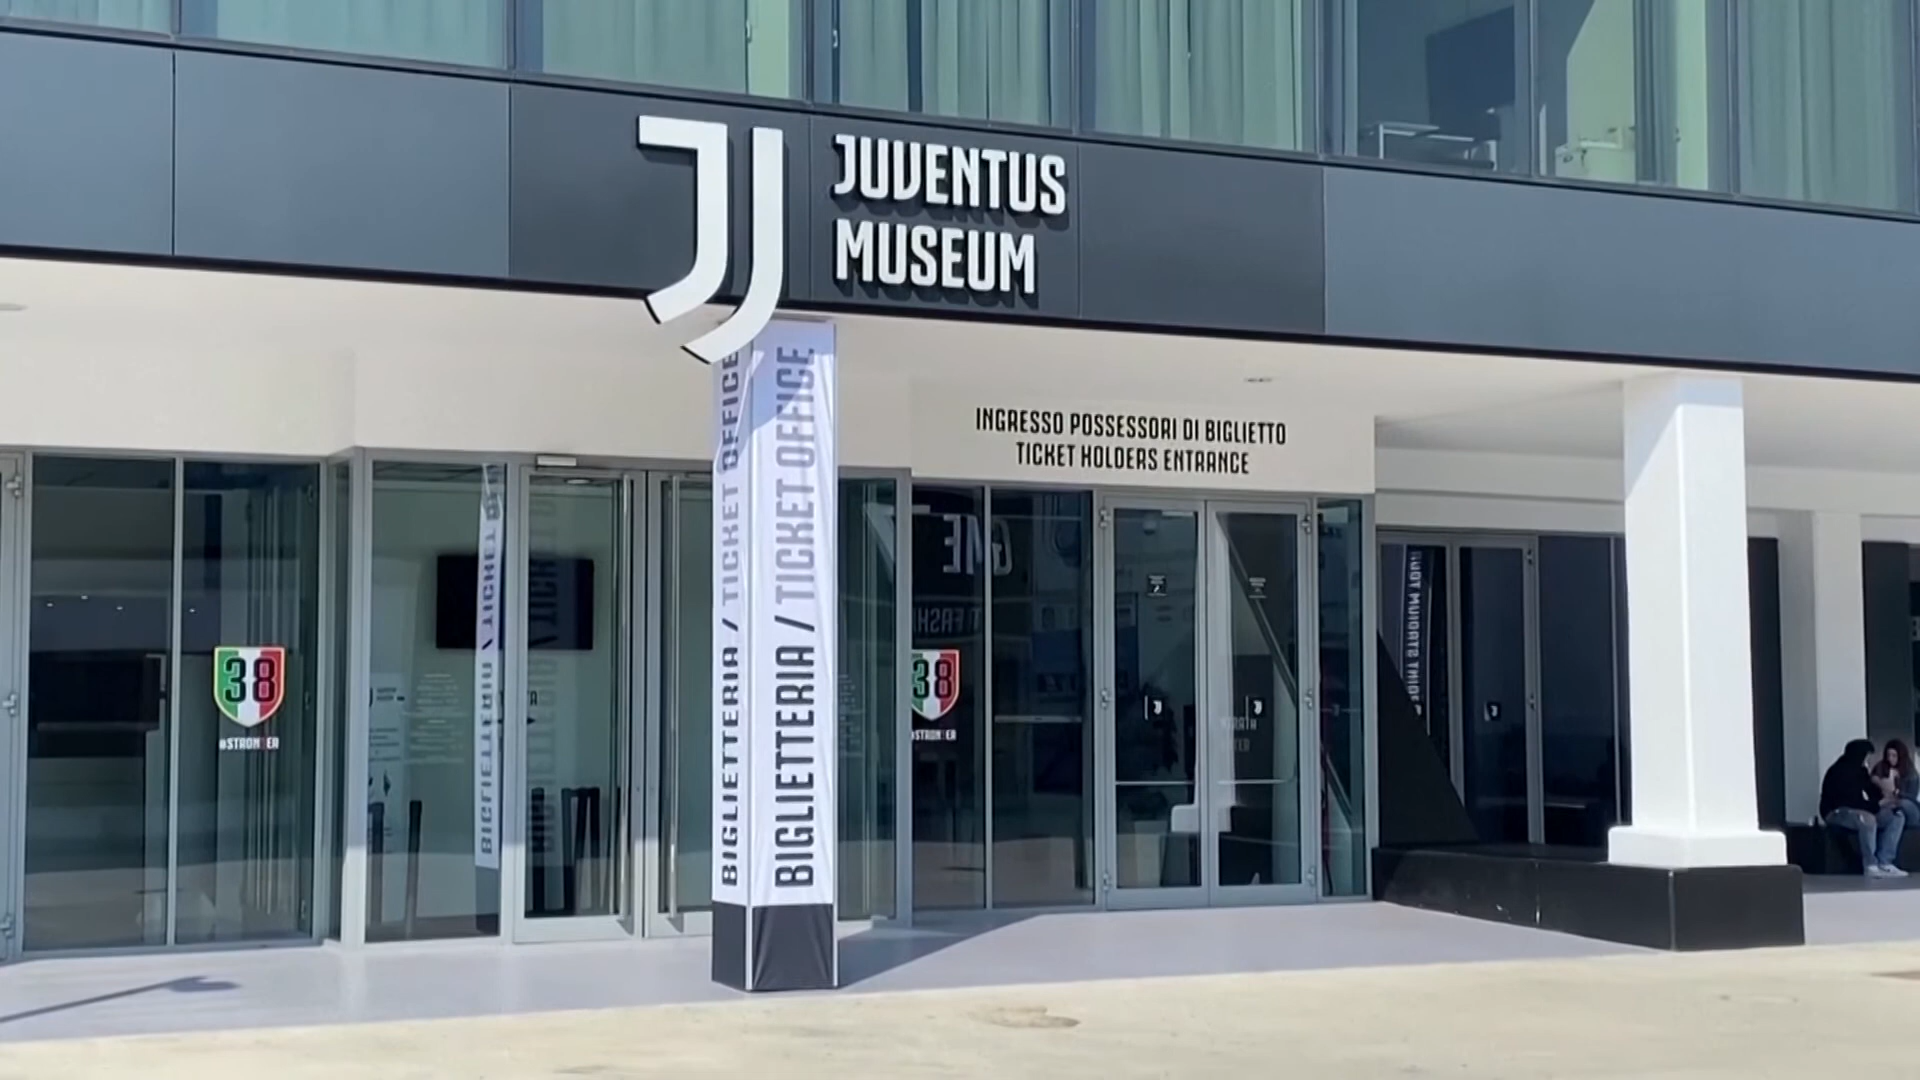 JUVENTUS
MUSEUM
INGRESSO POSSESSORI DI BIGLIETTO
TICKET HOLDERS ENTRANCE
BIGLIETTERIA / TICKET OFFICE
BIGLIETTERIA / TICKET OFFICE
38
38